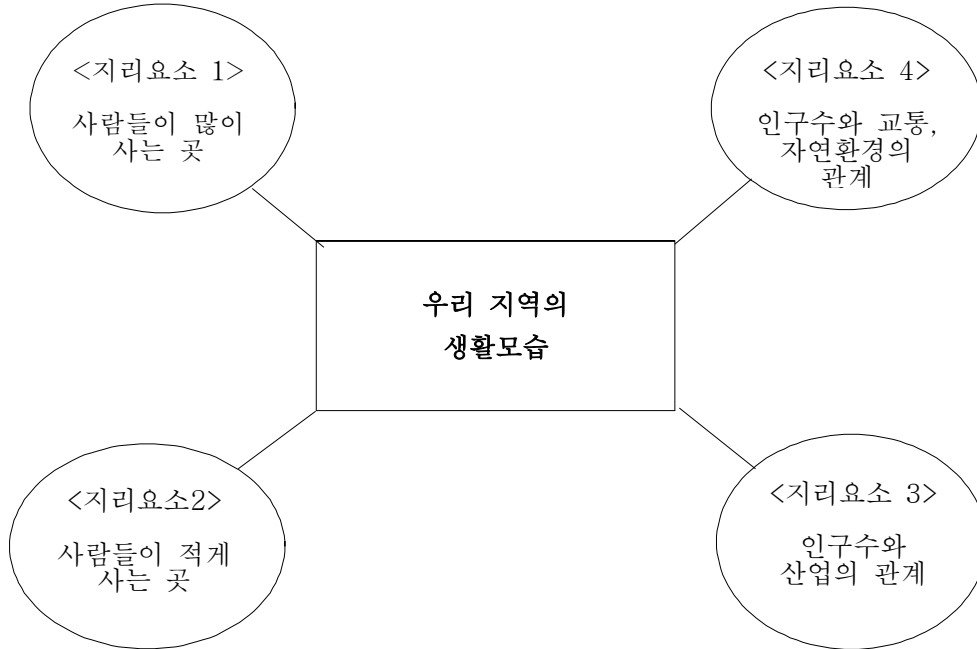 <지리요소 1>
사람들이 많이
사는 곳
<지리요소 4>
인구수와 교통,
자연환경의
관계
우리 지역의
생활모습
<지리요소2>
사람들이 적게
사는 곳
<지리요소 3>
인구수와
산업의 관계